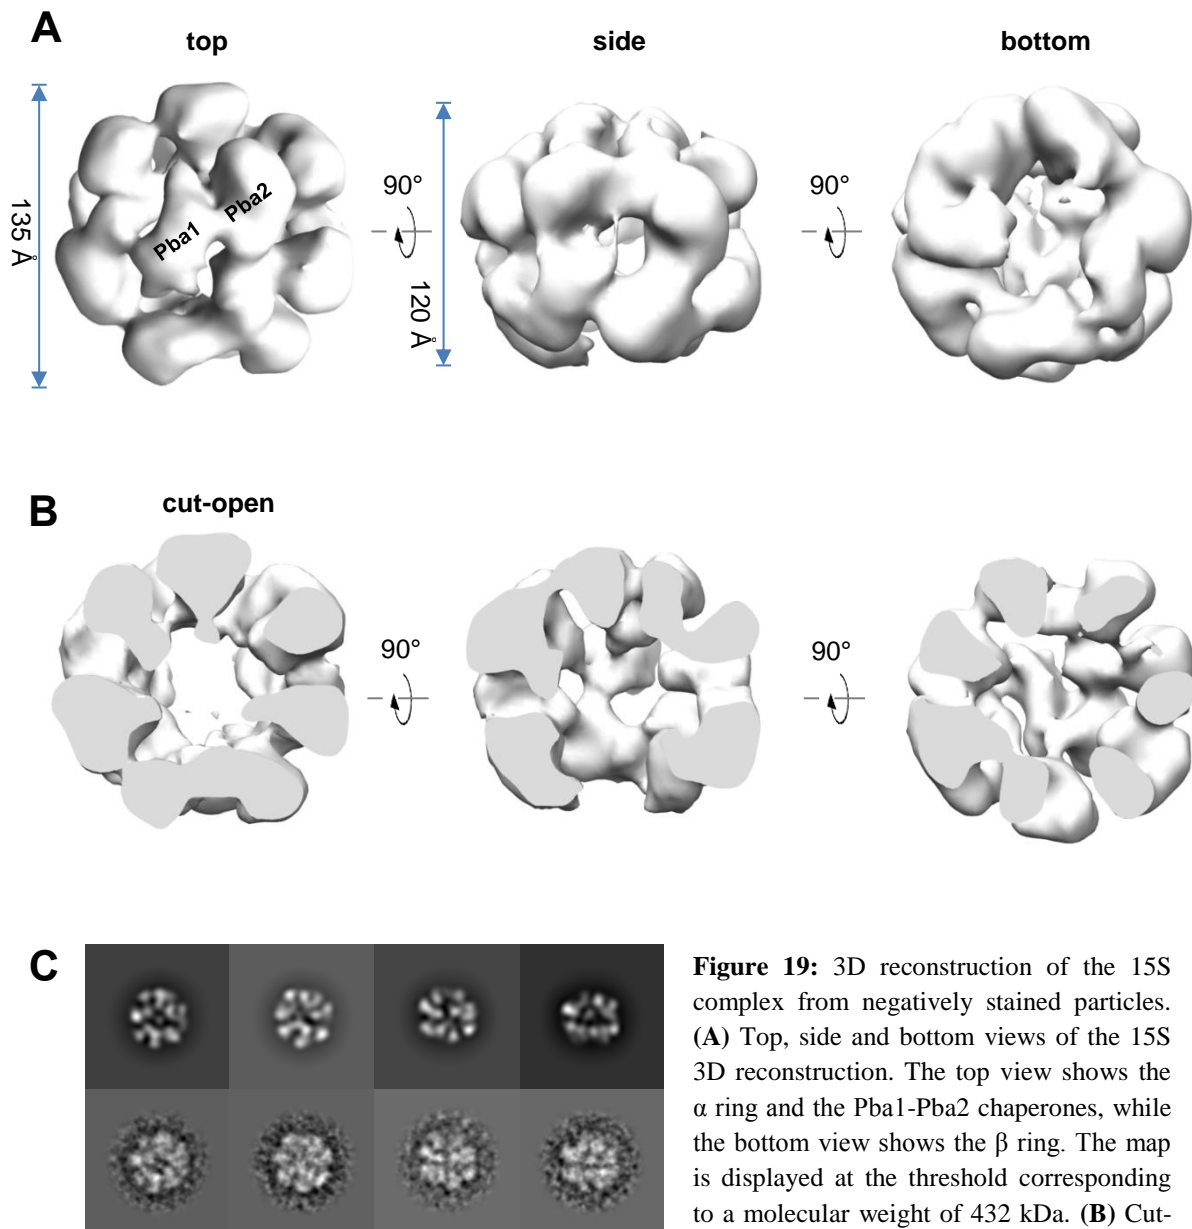 A
top
side
bottom
135 Å
Pba1
Pba2
90°
120 Å
90°
B
cut-open
90°
90°
C
Figure 19: 3D reconstruction of the 15S
complex from negatively stained particles.
(A) Top, side and bottom views of the 15S
3D reconstruction. The top view shows the
α ring and the Pba1-Pba2 chaperones, while
the bottom view shows the β ring. The map
is displayed at the threshold corresponding
to a molecular weight of 432 kDa. (B) Cut-